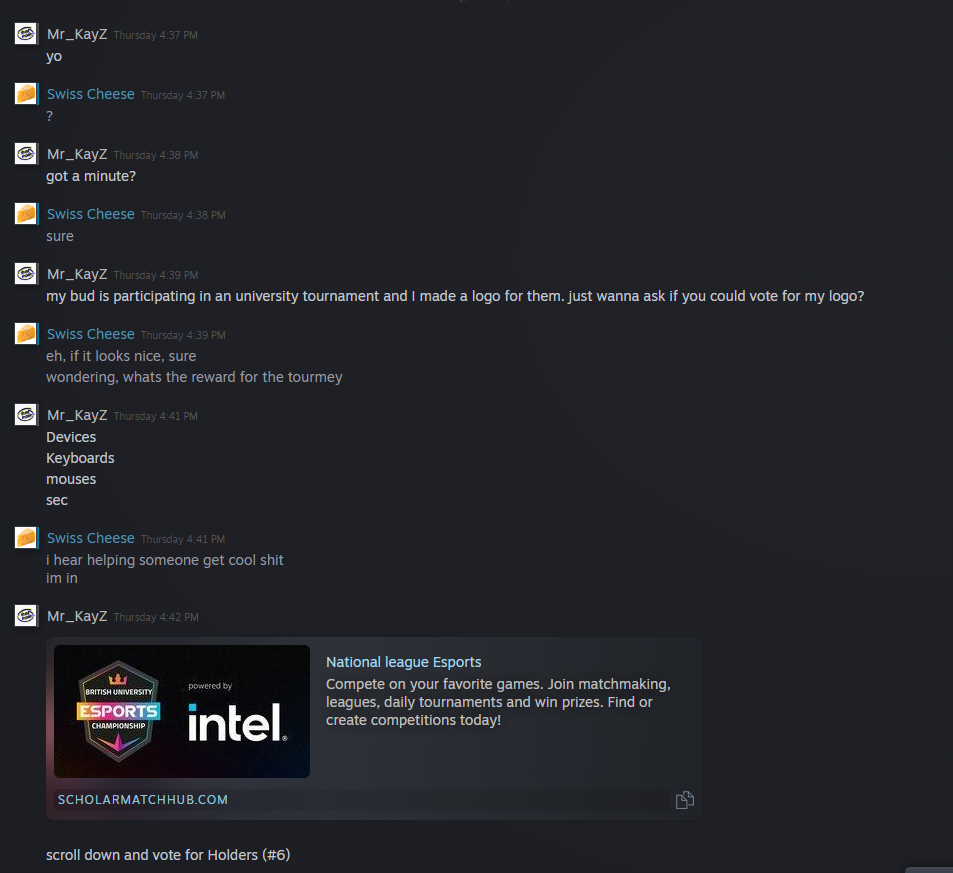 Mr_KayZ Thursday 4:37 PM
yo
Swiss Cheese Thursday 4:37 PM
?
Mr_KayZ Thursday 4:38 PM
got a minute?
Swiss Cheese Thursday 4:38 PM
sure
Mr_KayZ Thursday 4:39 PM
my bud is participating in an university tournament and I made a logo for them. just wanna ask if you could vote for my logo?
Swiss Cheese Thursday 4:39 PM
eh, if it looks nice, sure
wondering, whats the reward for the tourmey
Mr_KayZ Thursday 4:41 PM
Devices
Keyboards
mouses
sec
Swiss Cheese Thursday 4:41 PM
i hear helping someone get cool shit
im in
Mr_KayZ Thursday 4:42 PM
BRITISH UNIVERSITY
ESPORTS
CHAMPIONSHIP
powered by
intel.
National league Esports
Compete on your favorite games. Join matchmaking,
leagues, daily tournaments and win prizes. Find or
create competitions today!
SCHOLARMATCHHUB.COM
scroll down and vote for Holders (#6)